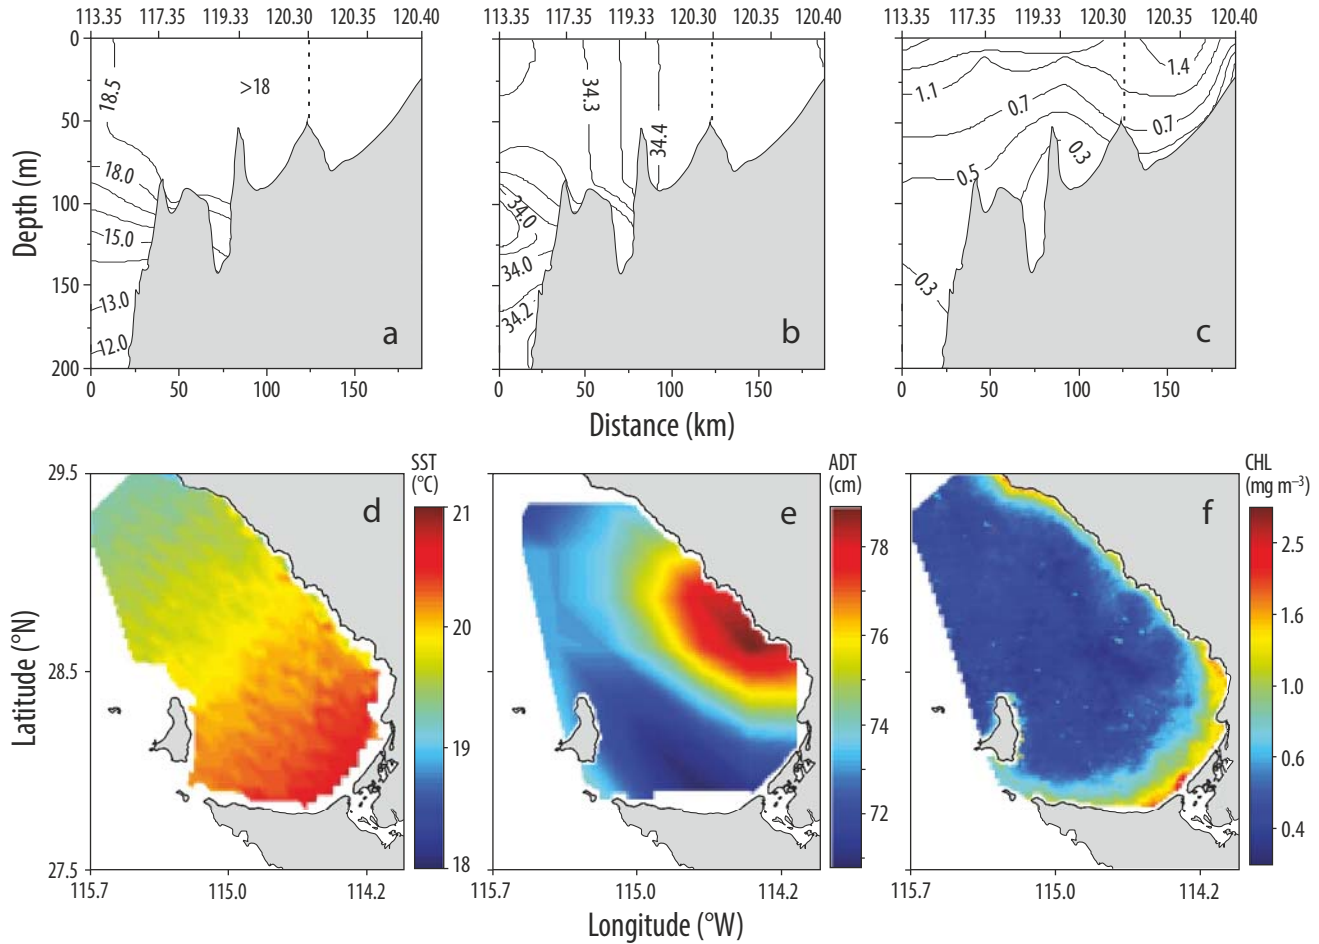 113.35 117.35 119.33 120.30 120.35 120.40
113.35 117.35 119.33 120.30 120.35 120.40
113.35 117.35 119.33 120.30 120.35 120.40
Depth (m)
0
50
100
150
200
18.5
>18
18.0
15.0
13.0
12.0
a
0 50 100 150
34.3
34.4
34.0
34.0
34.2
b
0 50 100 150
1.4
1.1
0.7
0.7
0.5
0.3
0.3
c
0 50 100 150
Distance (km)
Latitude (°N)
29.5
28.5
27.5
d
SST
(°C)
21
20
19
18
115.7 115.0 114.2
e
ADT
(cm)
78
76
74
72
115.7 115.0 114.2
f
CHL
(mg m⁻³)
2.5
1.6
1.0
0.6
0.4
115.7 115.0 114.2
Longitude (°W)